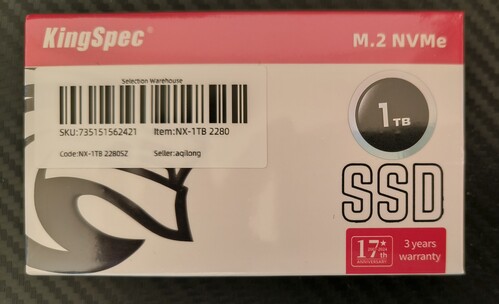 KingSpec®
M.2 NVMe
Selection Warehouse
SKU:735151562421 Item:NX-1TB 2280
Code:NX-1TB 2280SZ Seller:aqilong
1TB
SSD
17th
ANNIVERSARY
3 years
warranty